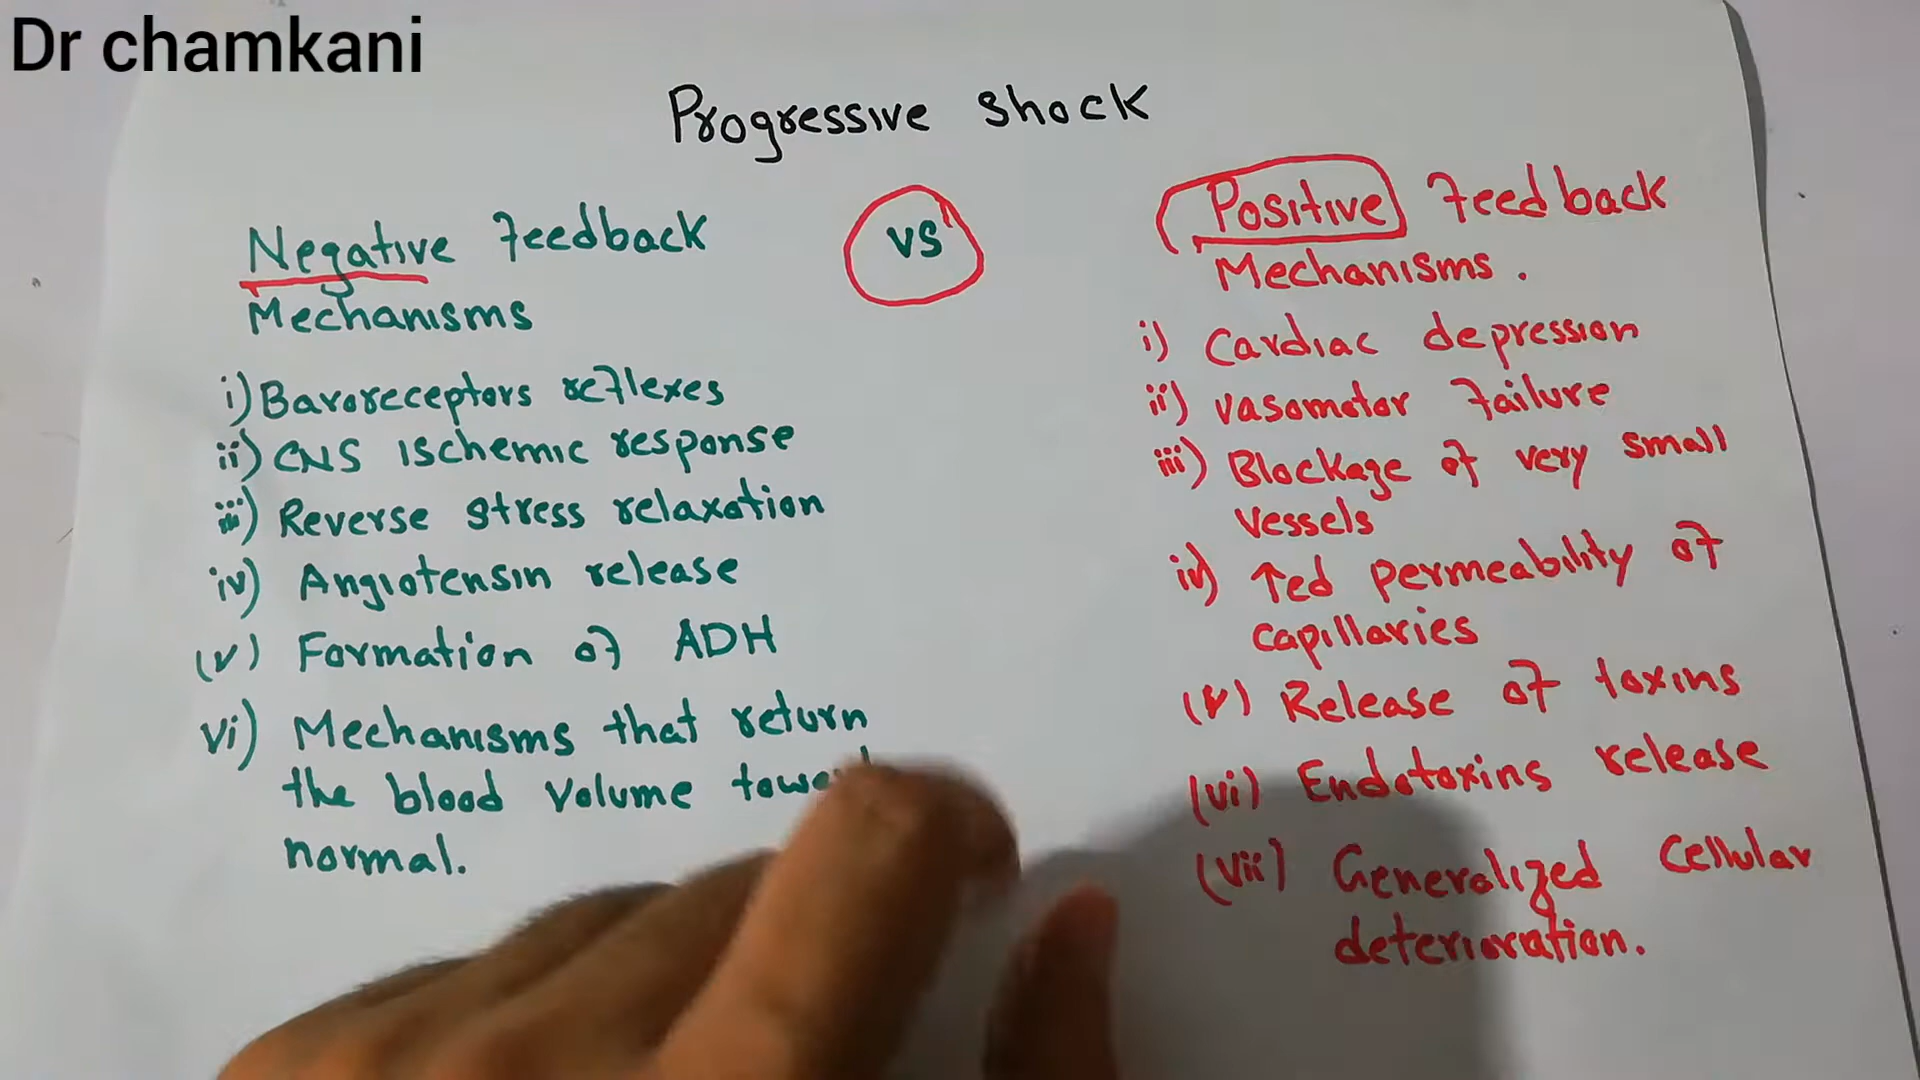 Dr chamkani
Progressive shock
Negative Feedback
Mechanisms
vs
Positive Feedback
Mechanisms.
i) Baroreceptors reflexes
ii) CNS Ischemic response
iii) Reverse stress relaxation
iv) Angiotensin release
(v) Formation of ADH
vi) Mechanisms that return
the blood volume
normal.
i) Cardiac depression
ii) vasomotor Failure
iii) Blockage of very small
vessels
iv) ↑ed permeability of
capillaries
(v) Release of toxins
(vi) Endotoxins release
(vii) Generalized cellular
deterioration.